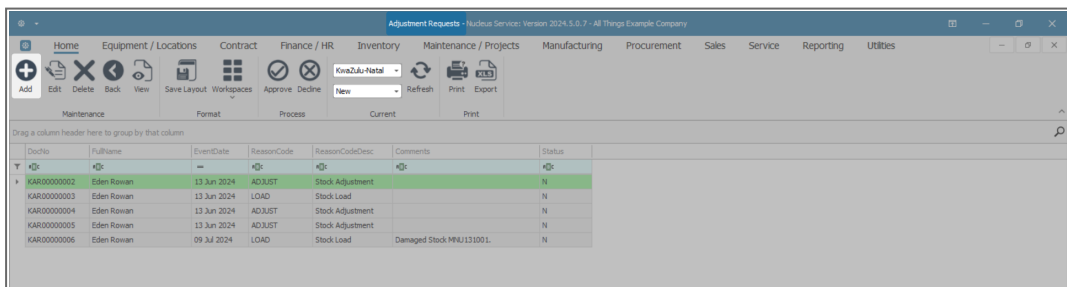 Adjustment Requests - Nucleus Service: Version 2024.5.0.7 - All Things Example Company
Home Equipment / Locations Contract Finance / HR Inventory Maintenance / Projects Manufacturing Procurement Sales Service Reporting Utilities
KwaZulu-Natal
New
Add Edit Delete Back View Save Layout Workspaces Approve Decline Refresh Print Export
XLS
Maintenance Format Process Current Print
Drag a column header here to group by that column
DocNo FullName EventDate ReasonCode ReasonCodeDesc Comments Status
KAR00000002 Eden Rowan 13 Jun 2024 ADJUST Stock Adjustment N
KAR00000003 Eden Rowan 13 Jun 2024 LOAD Stock Load N
KAR00000004 Eden Rowan 13 Jun 2024 ADJUST Stock Adjustment N
KAR00000005 Eden Rowan 13 Jun 2024 ADJUST Stock Adjustment N
KAR00000006 Eden Rowan 09 Jul 2024 LOAD Stock Load Damaged Stock MNU131001. N